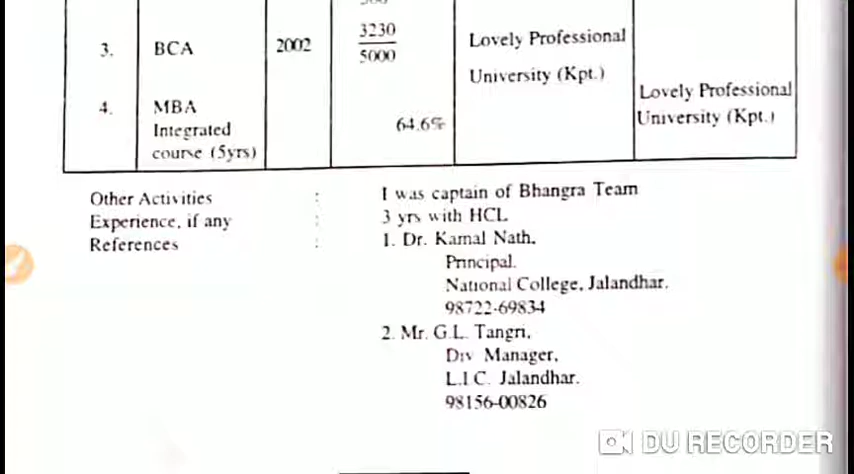 3. BCA 2002 3230 Lovely Professional
5000
University (Kpt.)
4. MBA Lovely Professional
Integrated 64.6% University (Kpt.)
course (5yrs)
Other Activities : I was captain of Bhangra Team
Experience, if any : 3 yrs with HCL
References : 1. Dr. Kamal Nath,
Principal.
National College, Jalandhar.
98722-69834
2. Mr. G.L. Tangri,
Div Manager,
L.I.C. Jalandhar.
98156-00826
DU RECORDER